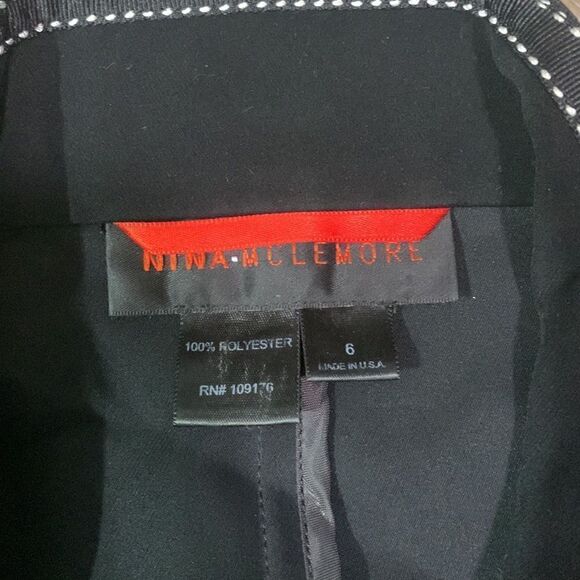 NINA MCLEMORE
100% POLYESTER
RN# 109176
6
MADE IN U.S.A.